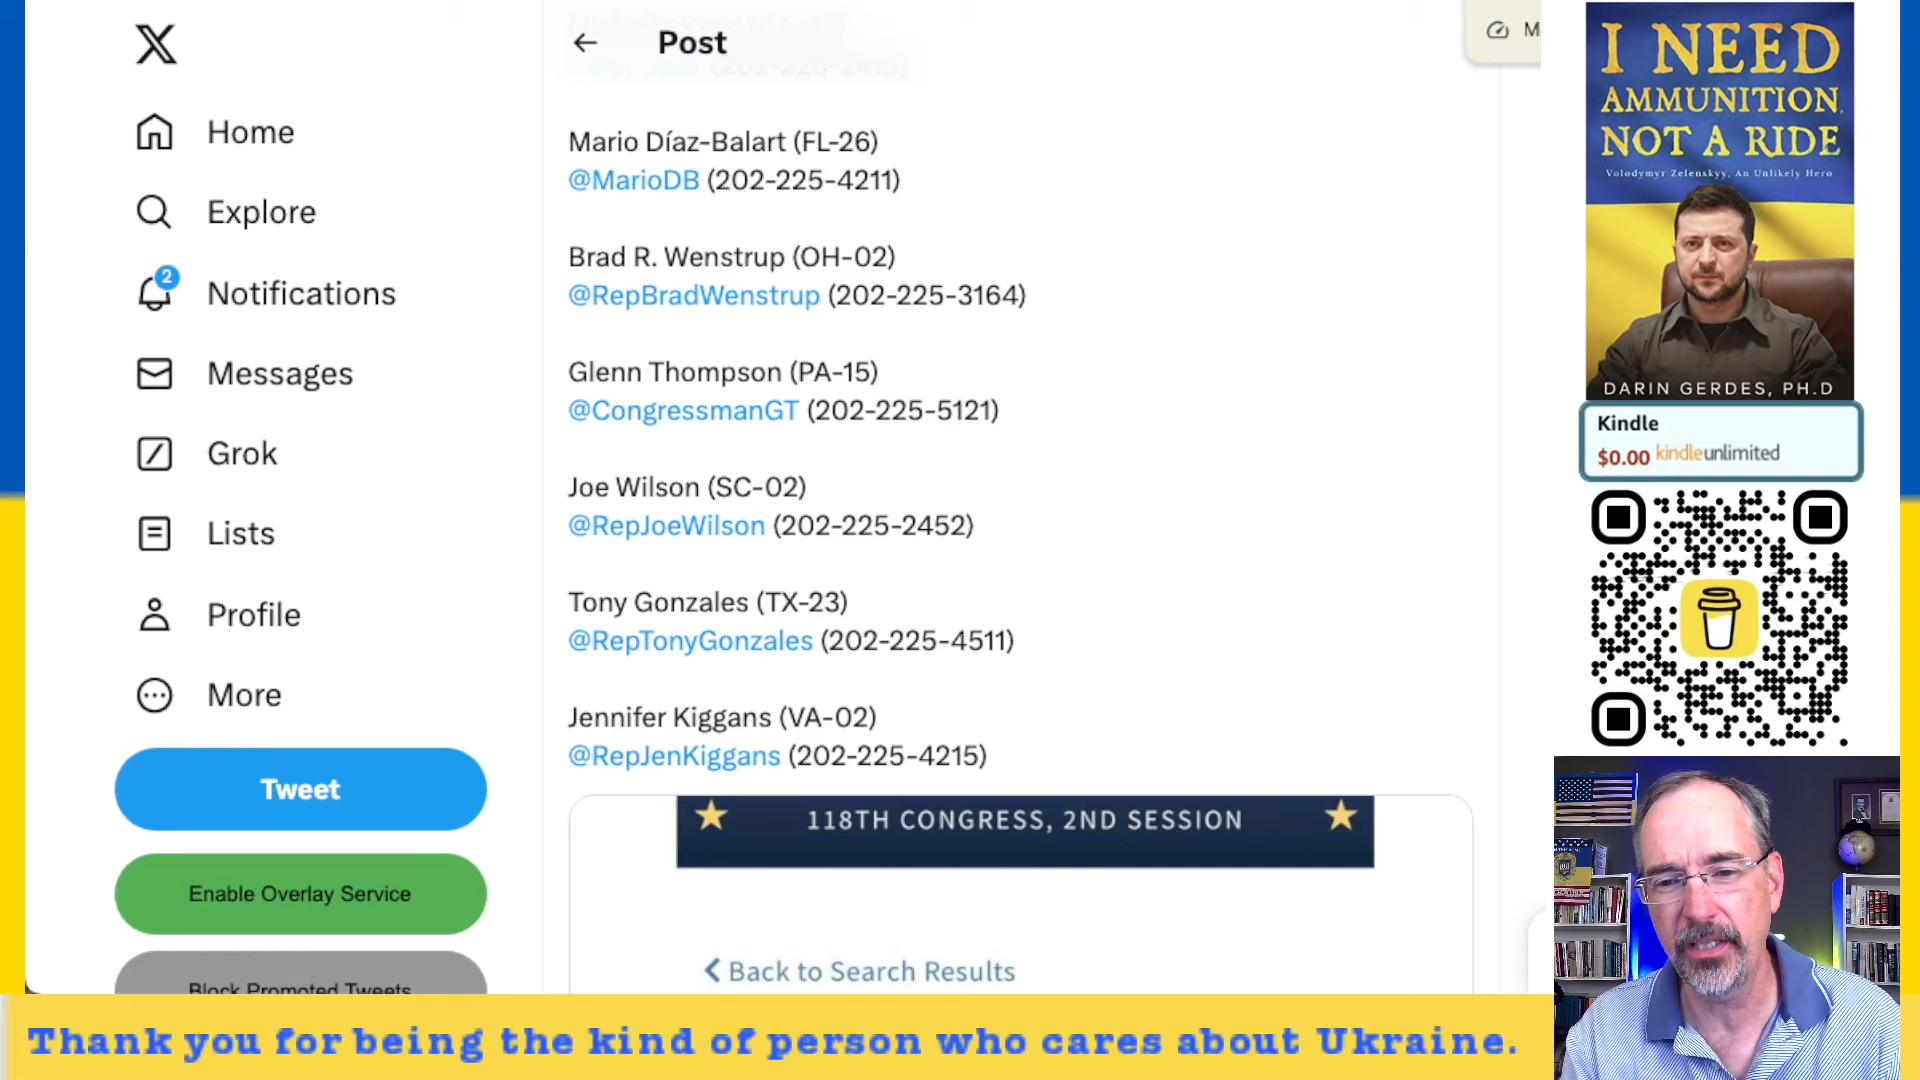 Post
Home
Explore
2
Notifications
Messages
Grok
Lists
Profile
More
Tweet
Enable Overlay Service
Block Promoted Tweets
Mario Díaz-Balart (FL-26)
@MarioDB (202-225-4211)
Brad R. Wenstrup (OH-02)
@RepBradWenstrup (202-225-3164)
Glenn Thompson (PA-15)
@CongressmanGT (202-225-5121)
Joe Wilson (SC-02)
@RepJoeWilson (202-225-2452)
Tony Gonzales (TX-23)
@RepTonyGonzales (202-225-4511)
Jennifer Kiggans (VA-02)
@RepJenKiggans (202-225-4215)
118TH CONGRESS, 2ND SESSION
Back to Search Results
M
I NEED
AMMUNITION,
NOT A RIDE
Volodymyr Zelenskyy, An Unlikely Hero
DARIN GERDES, PH.D
Kindle
$0.00 kindleunlimited
Thank you for being the kind of person who cares about Ukraine.